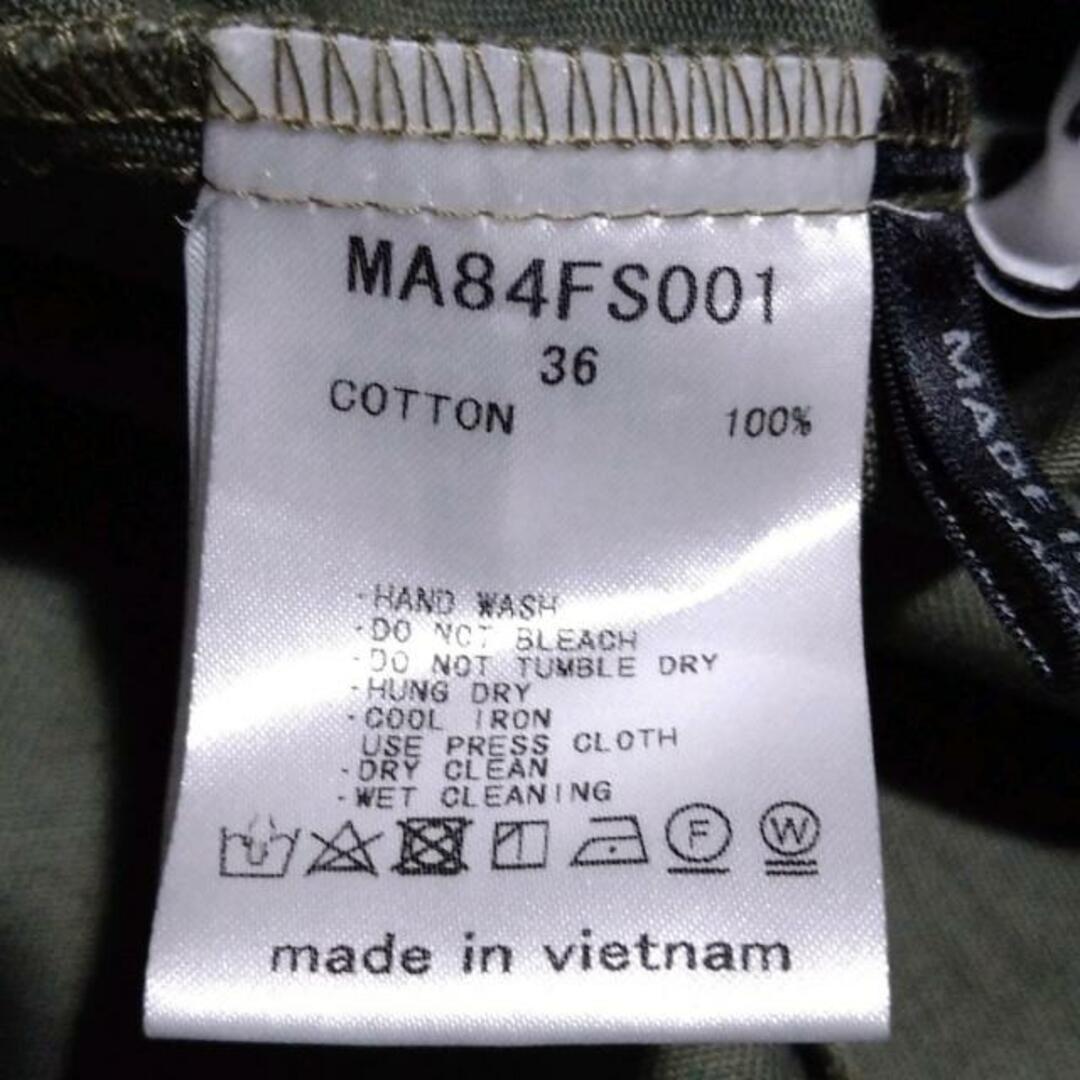 MA84FS001
36
COTTON 100%
・HAND WASH
・DO NOT BLEACH
・DO NOT TUMBLE DRY
・HUNG DRY
・COOL IRON
USE PRESS CLOTH
・DRY CLEAN
・WET CLEANING
F W
made in vietnam
MADE